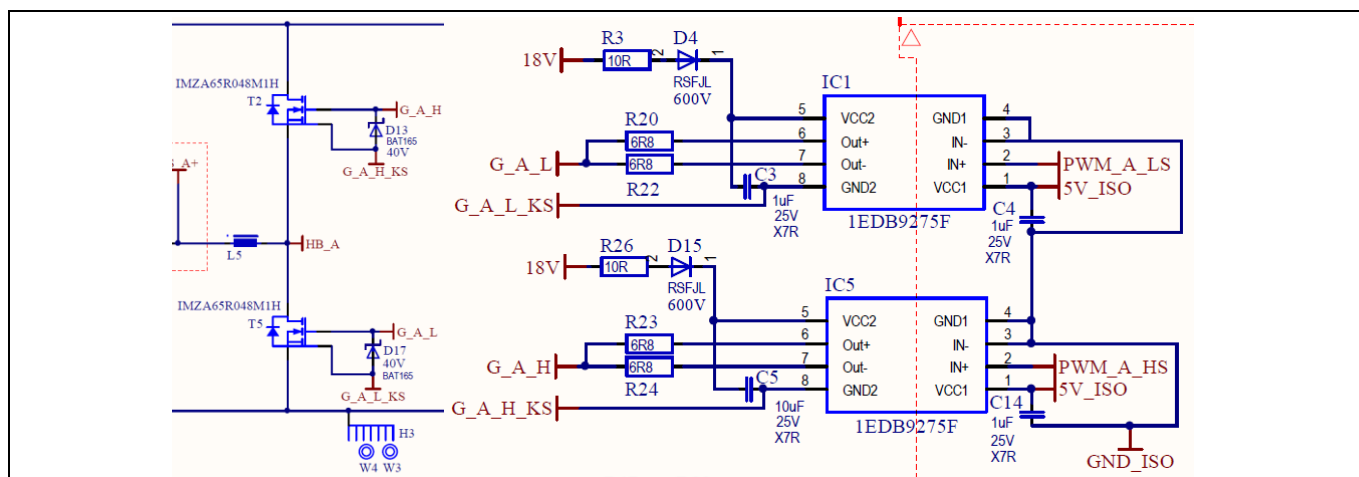 IMZA65R048M1H
T2
G_A_H
D13
BAT165
40V
G_A_H_KS
_A+
L5
HB_A
IMZA65R048M1H
T5
G_A_L
D17
40V
BAT165
G_A_L_KS
H3
W4 W3
18V
R3
10R
2
D4
1
RSFJL
600V
R20
6R8
G_A_L
6R8
R22
G_A_L_KS
C3
1uF
25V
X7R
IC1
5 VCC2 GND1 4
6 Out+ IN- 3
7 Out- IN+ 2
8 GND2 VCC1 1
1EDB9275F
PWM_A_LS
5V_ISO
C4
1uF
25V
X7R
18V
R26
10R
2
D15
1
RSFJL
600V
R23
6R8
G_A_H
6R8
R24
G_A_H_KS
C5
10uF
25V
X7R
IC5
5 VCC2 GND1 4
6 Out+ IN- 3
7 Out- IN+ 2
8 GND2 VCC1 1
1EDB9275F
PWM_A_HS
5V_ISO
C14
1uF
25V
X7R
GND_ISO